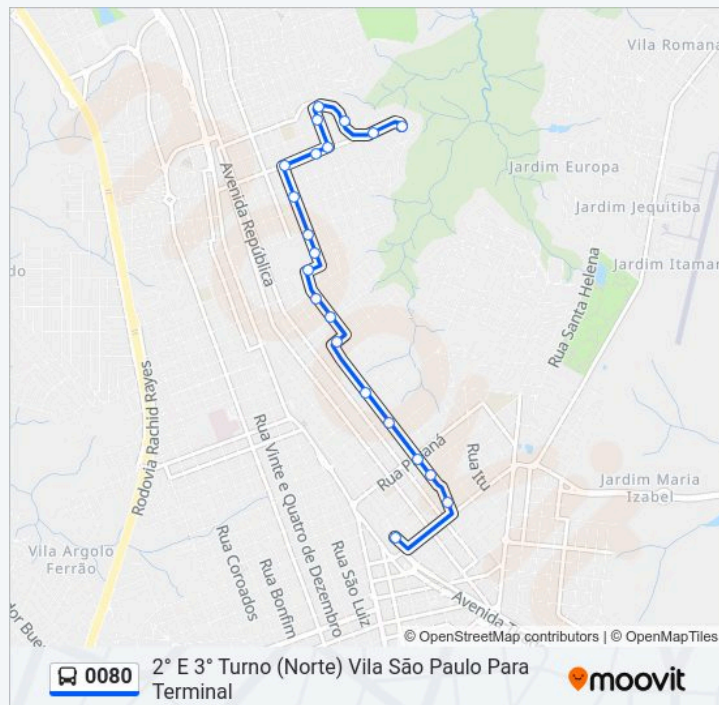 Vila Romana
Jardim Europa
Jardim Jequitiba
Jardim Itamar
Avenida República
Rua Santa Helena
Rodovia Rachid Rayes
Rua Vinte e Quatro de Dezembro
Rua Paraná
Rua Itu
Jardim Maria
Izabel
Vila Argolo
Ferrão
Rua Coroados
Rua Bonfim
Rua São Luiz
Avenida T
© OpenStreetMap contributors | © OpenMapTiles
0080 2° E 3° Turno (Norte) Vila São Paulo Para
Terminal
moovit